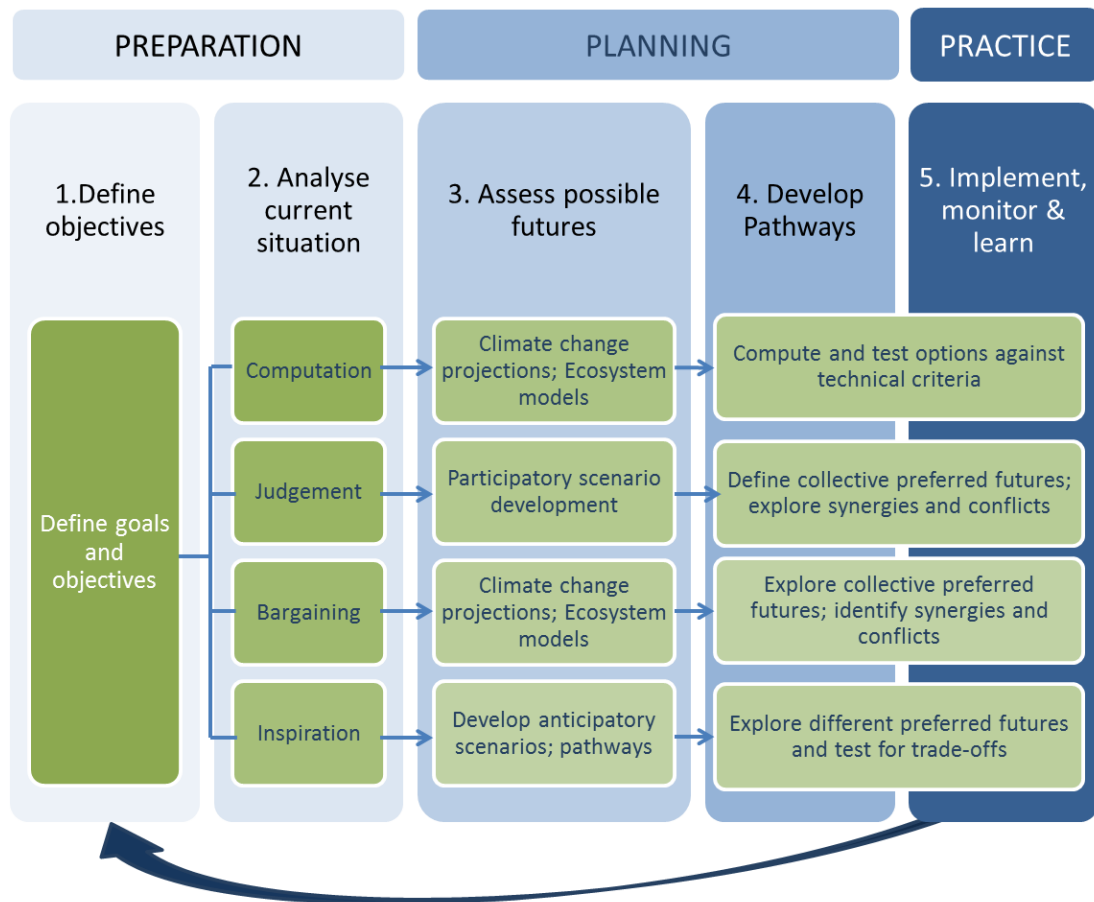 PREPARATION
PLANNING
PRACTICE
1.Define
objectives
2. Analyse
current
situation
3. Assess possible
futures
4. Develop
Pathways
5. Implement,
monitor &
learn
Define goals
and
objectives
Computation
Climate change
projections; Ecosystem
models
Compute and test options against
technical criteria
Judgement
Participatory scenario
development
Define collective preferred futures;
explore synergies and conflicts
Bargaining
Climate change
projections; Ecosystem
models
Explore collective preferred
futures; identify synergies and
conflicts
Inspiration
Develop anticipatory
scenarios; pathways
Explore different preferred futures
and test for trade-offs